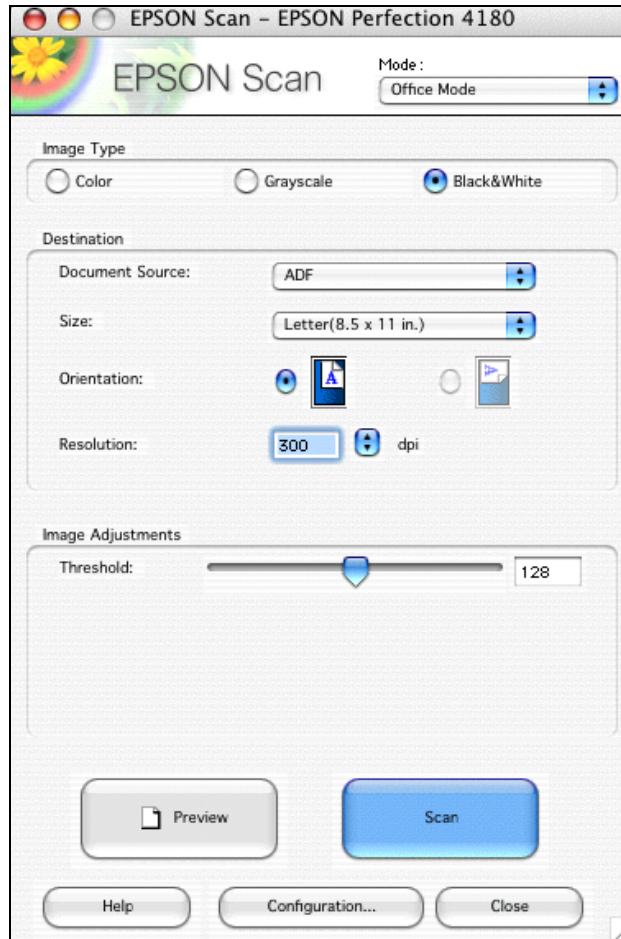 EPSON Scan – EPSON Perfection 4180
EPSON Scan
Mode :
Office Mode
Image Type
Color Grayscale Black&White
Destination
Document Source: ADF
Size: Letter(8.5 x 11 in.)
Orientation: A A
Resolution: 300 dpi
Image Adjustments
Threshold: 128
Preview Scan
Help Configuration... Close